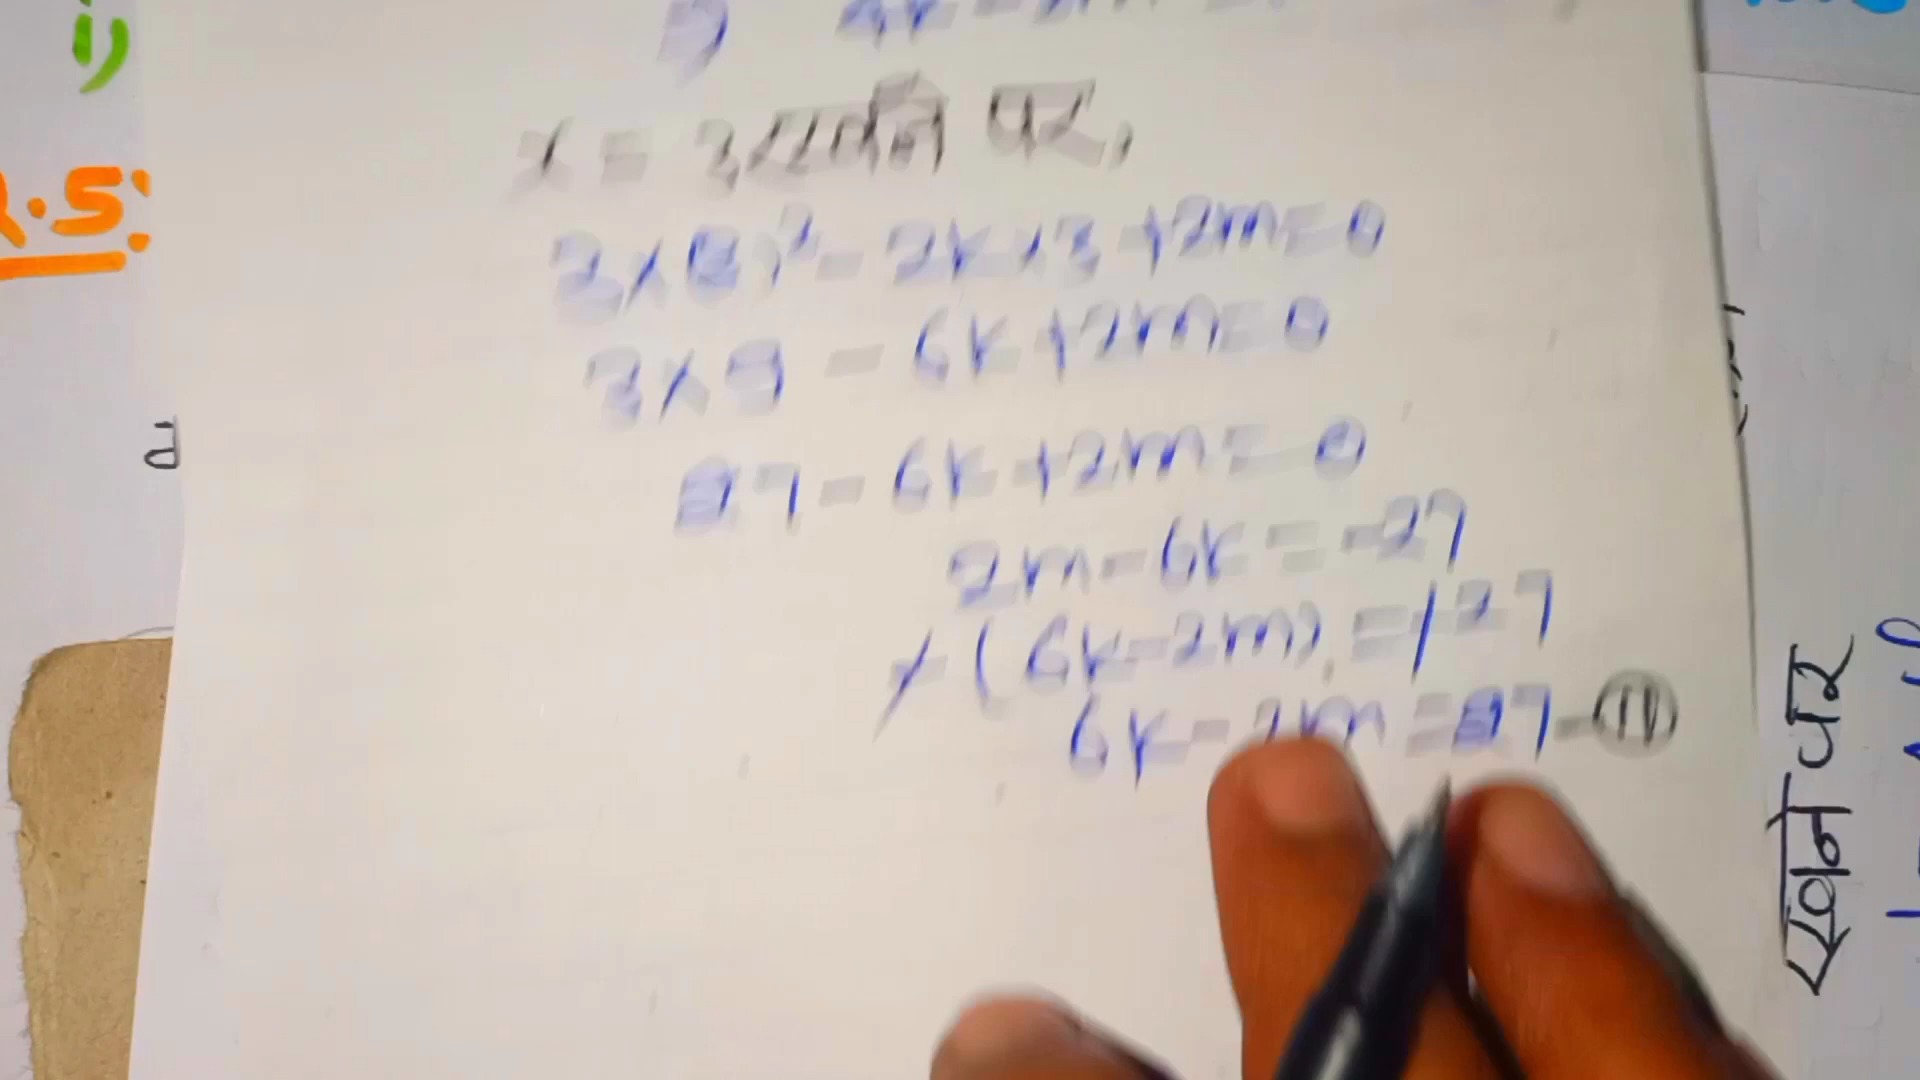 i)
x = 3 रखने पर,
3×(3)² - 2k×3 + 2m = 0
3×9 - 6k + 2m = 0
27 - 6k + 2m = 0
2m - 6k = -27
-(6k-2m) = -27
6k - 2m = 27 - (II)
रखने पर